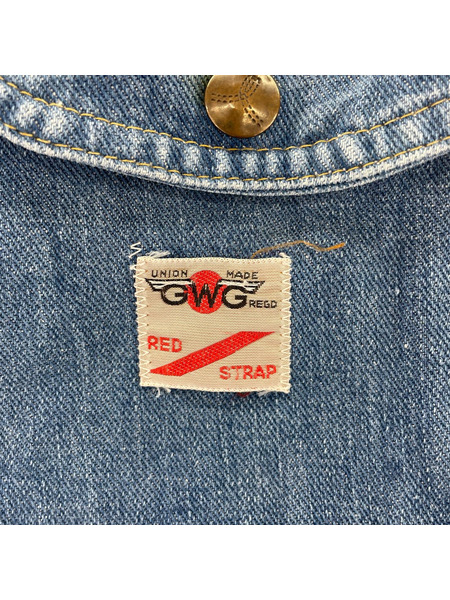 UNION MADE
GWG REGD
RED
STRAP